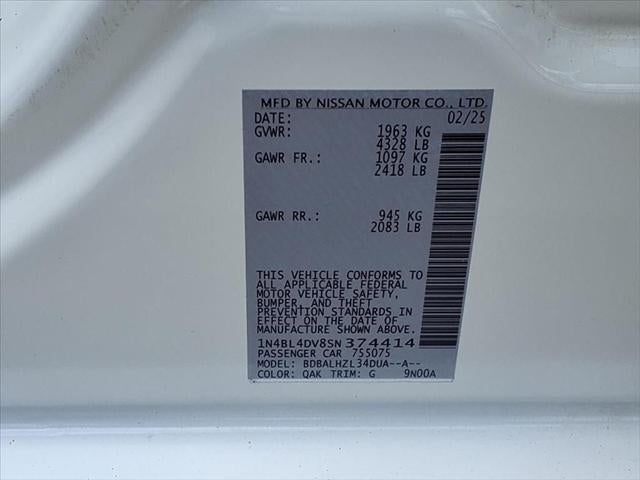 MFD BY NISSAN MOTOR CO., LTD.
DATE: 02/25
GVWR: 1963 KG
4328 LB
GAWR FR.: 1097 KG
2418 LB
GAWR RR.: 945 KG
2083 LB
THIS VEHICLE CONFORMS TO
ALL APPLICABLE FEDERAL
MOTOR VEHICLE SAFETY,
BUMPER, AND THEFT
PREVENTION STANDARDS IN
EFFECT ON THE DATE OF
MANUFACTURE SHOWN ABOVE.
1N4BL4DV8SN374414
PASSENGER CAR 755075
MODEL: BDBALHZL34DUA--A--
COLOR: QAK TRIM: G 9N00A